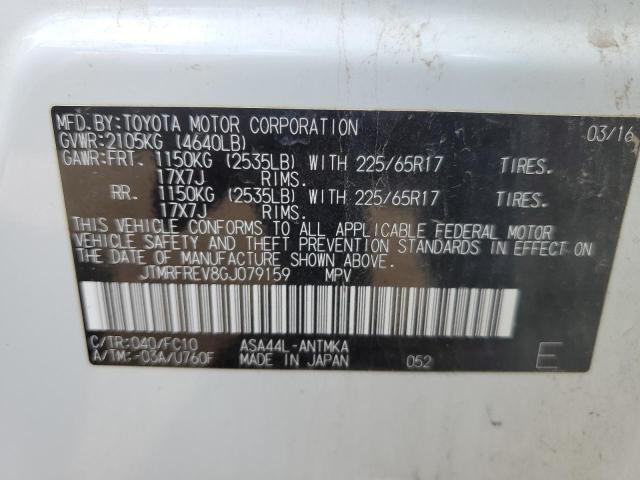 MFD. BY: TOYOTA MOTOR CORPORATION 03/16
GVWR: 2105KG (4640LB)
GAWR: FRT. 1150KG (2535LB) WITH 225/65R17 TIRES.
17X7J RIMS.
RR. 1150KG (2535LB) WITH 225/65R17 TIRES.
17X7J RIMS.
THIS VEHICLE CONFORMS TO ALL APPLICABLE FEDERAL MOTOR
VEHICLE SAFETY AND THEFT PREVENTION STANDARDS IN EFFECT ON
THE DATE OF MANUFACTURE SHOWN ABOVE.
JTMRFREV8GJ079159 MPV
C/TR: 040/FC10 ASA44L-ANTMKA
A/TM: -03A/U760F MADE IN JAPAN 052 E